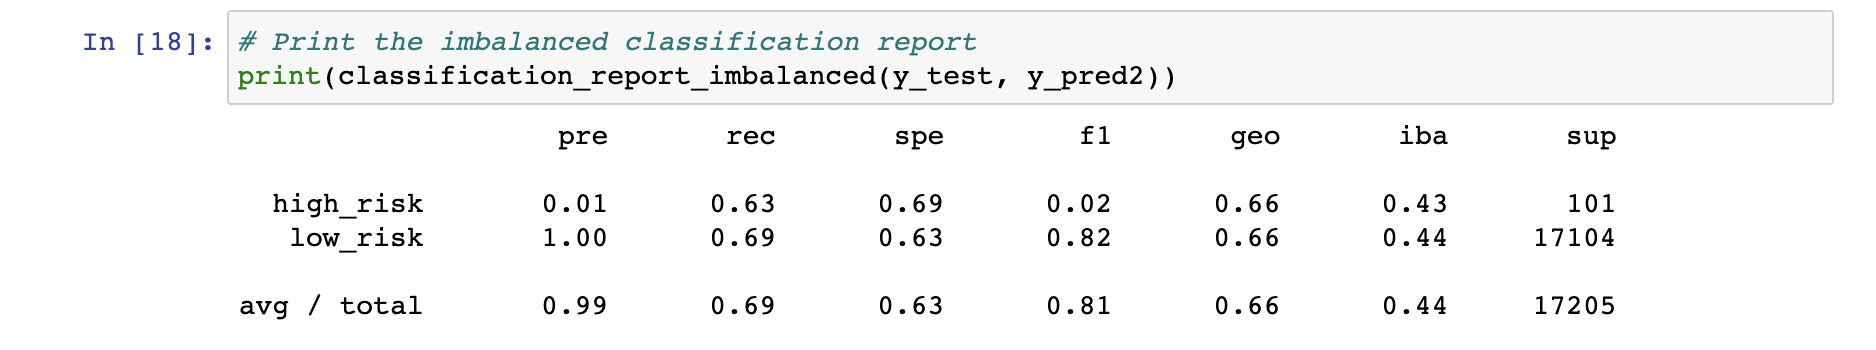 In [18]: # Print the imbalanced classification report
print(classification_report_imbalanced(y_test, y_pred2))
pre rec spe f1 geo iba sup
high_risk 0.01 0.63 0.69 0.02 0.66 0.43 101
low_risk 1.00 0.69 0.63 0.82 0.66 0.44 17104
avg / total 0.99 0.69 0.63 0.81 0.66 0.44 17205